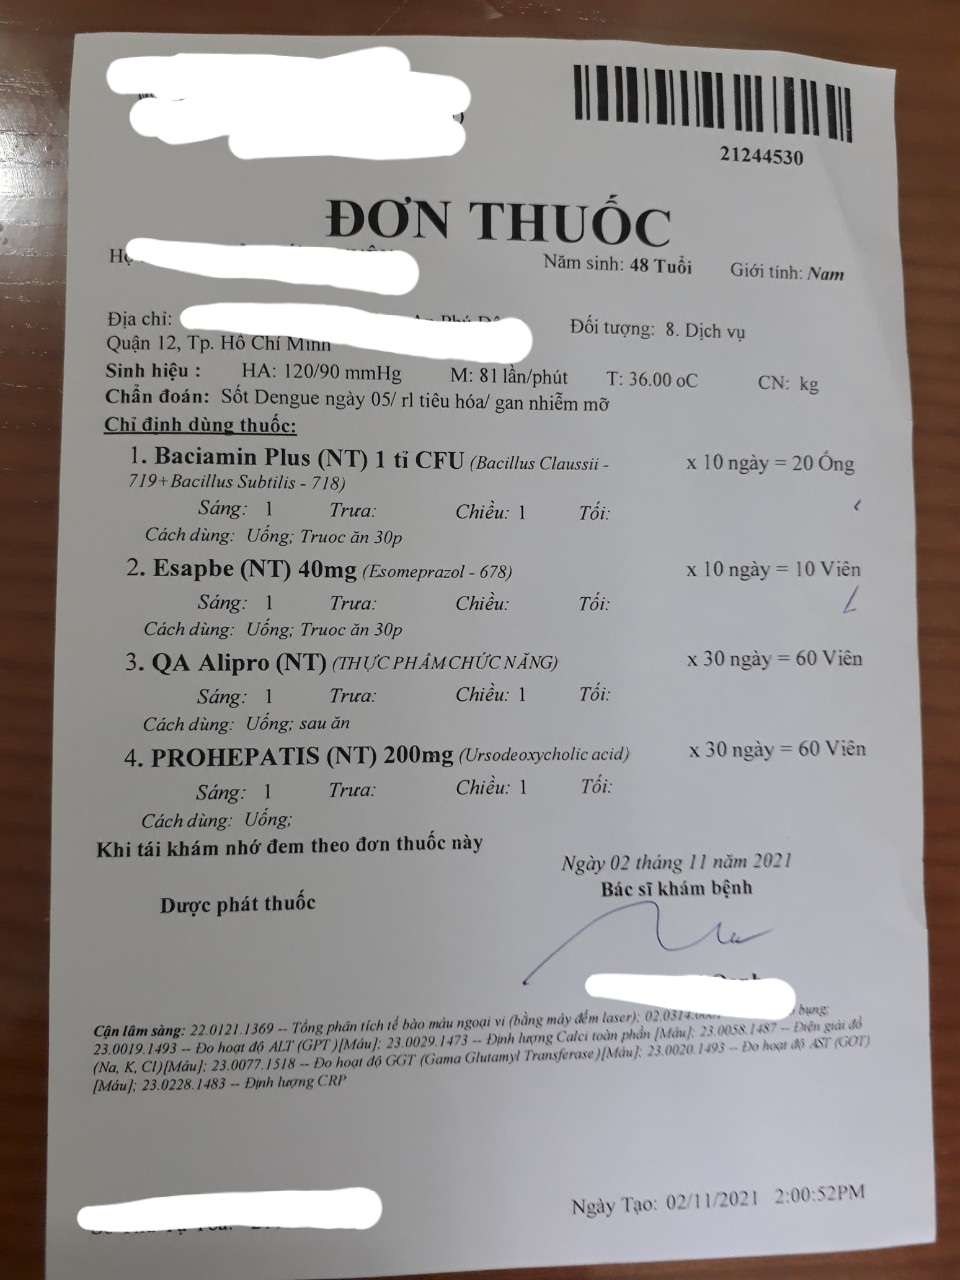 21244530
ĐƠN THUỐC
Năm sinh: 48 Tuổi Giới tính: Nam
Địa chỉ: Đối tượng: 8. Dịch vụ
Quận 12, Tp. Hồ Chí Minh
Sinh hiệu : HA: 120/90 mmHg M: 81 lần/phút T: 36.00 oC CN: kg
Chẩn đoán: Sốt Dengue ngày 05/ rl tiêu hóa/ gan nhiễm mỡ
Chỉ định dùng thuốc:
1. Baciamin Plus (NT) 1 tỉ CFU (Bacillus Claussii - x 10 ngày = 20 Ống
719+Bacillus Subtilis - 718)
Sáng: 1 Trưa: Chiều: 1 Tối:
Cách dùng: Uống; Truoc ăn 30p
2. Esapbe (NT) 40mg (Esomeprazol - 678) x 10 ngày = 10 Viên
Sáng: 1 Trưa: Chiều: Tối:
Cách dùng: Uống; Truoc ăn 30p
3. QA Alipro (NT) (THỰC PHẨM CHỨC NĂNG) x 30 ngày = 60 Viên
Sáng: 1 Trưa: Chiều: 1 Tối:
Cách dùng: Uống; sau ăn
4. PROHEPATIS (NT) 200mg (Ursodeoxycholic acid) x 30 ngày = 60 Viên
Sáng: 1 Trưa: Chiều: 1 Tối:
Cách dùng: Uống;
Khi tái khám nhớ đem theo đơn thuốc này
Ngày 02 tháng 11 năm 2021
Dược phát thuốc Bác sĩ khám bệnh
Cận lâm sàng: 22.0121.1369 -- Tổng phân tích tế bào máu ngoại vi (bằng máy đếm laser); bụng;
23.0019.1493 -- Đo hoạt độ ALT (GPT)[Máu]; 23.0029.1473 -- Định lượng Calci toàn phần [Máu]; 23.0058.1487 -- Điện giải đồ
(Na, K, Cl)[Máu]; 23.0077.1518 -- Đo hoạt độ GGT (Gama Glutamyl Transferase)[Máu]; 23.0020.1493 -- Đo hoạt độ AST (GOT)
[Máu]; 23.0228.1483 -- Định lượng CRP
Ngày Tạo: 02/11/2021 2:00:52PM